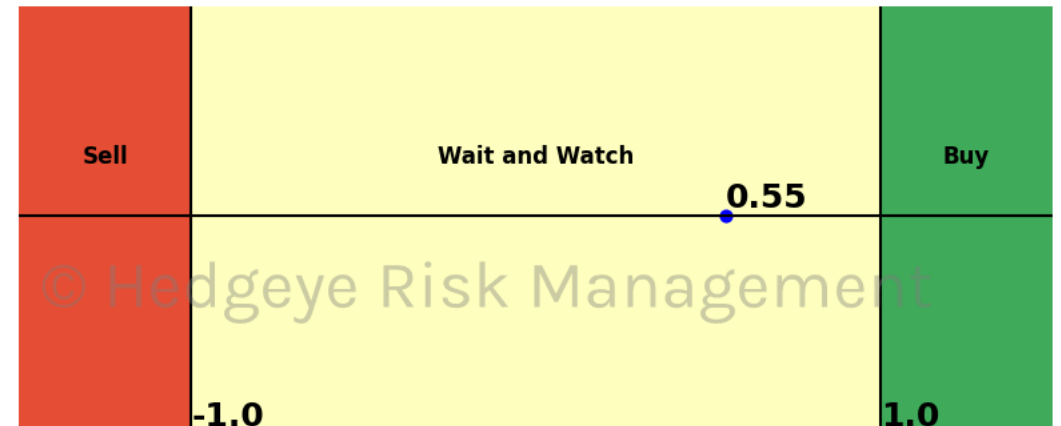 Sell
Wait and Watch
Buy
0.55
© Hedgeye Risk Management
-1.0
1.0